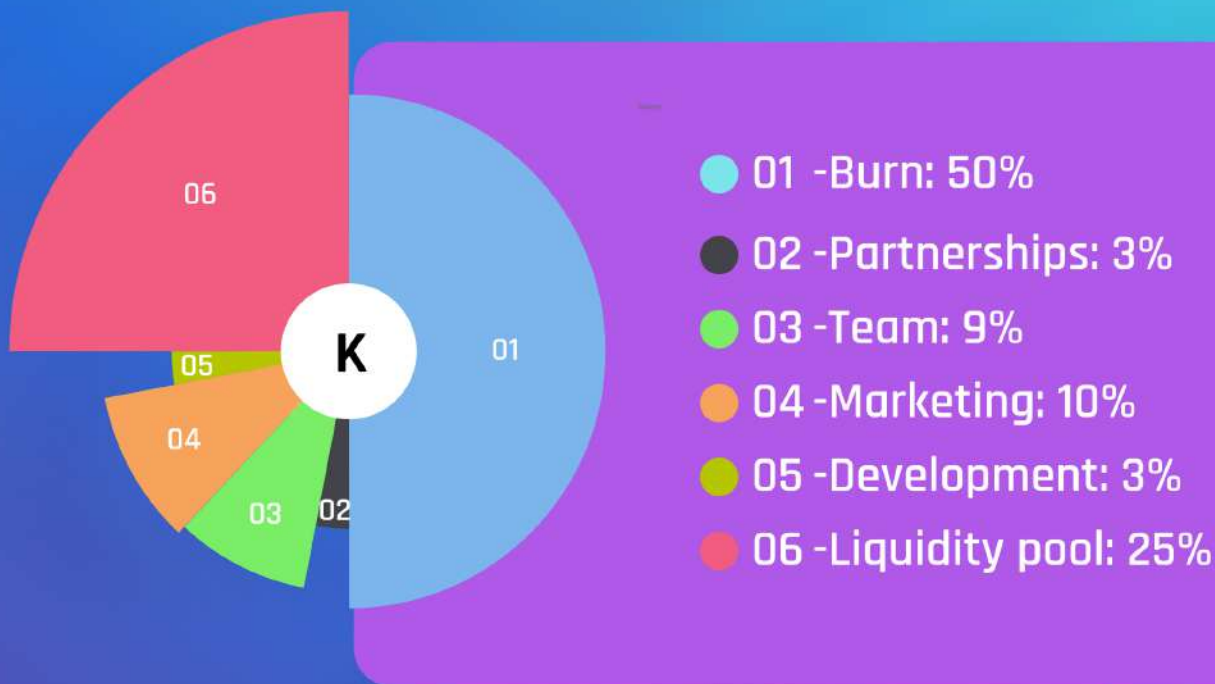 06
01
05
K
04
03
02
01 -Burn: 50%
02 -Partnerships: 3%
03 -Team: 9%
04 -Marketing: 10%
05 -Development: 3%
06 -Liquidity pool: 25%